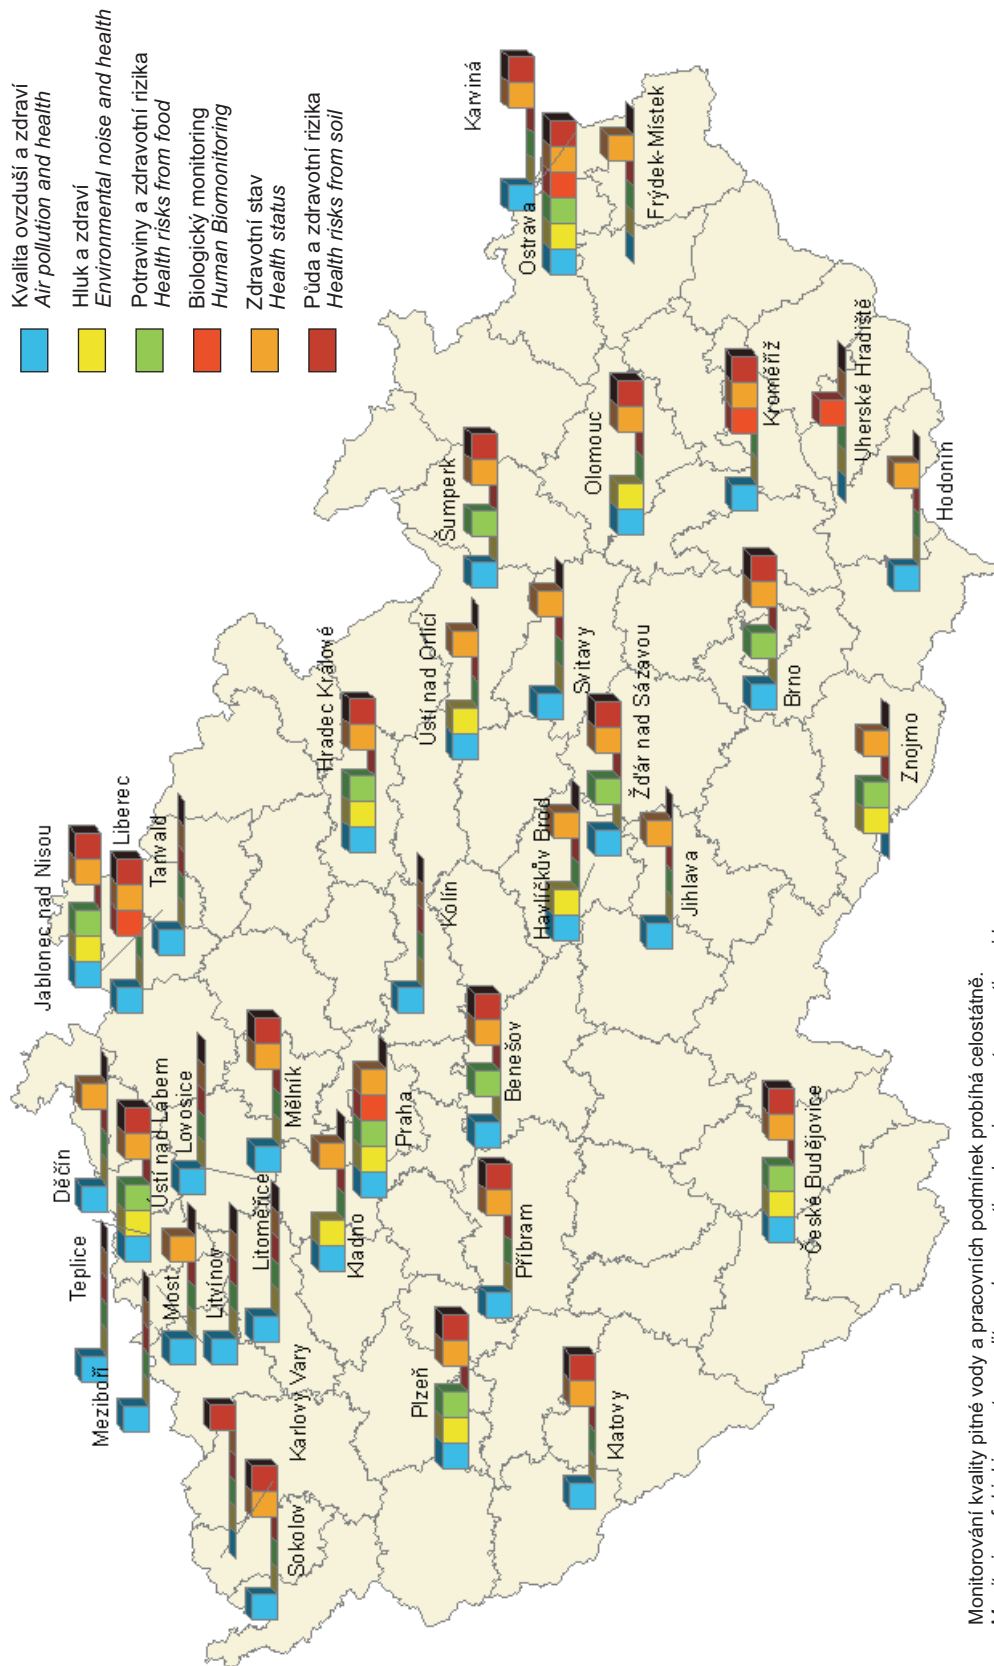 Kvalita ovzduší a zdraví
Air pollution and health
Hluk a zdraví
Environmental noise and health
Potraviny a zdravotní rizika
Health risks from food
Biologický monitoring
Human Biomonitoring
Zdravotní stav
Health status
Půda a zdravotní rizika
Health risks from soil
Karviná
Ostrava
Frýdek-Místek
Šumperk
Olomouc
Kroměříž
Uherské Hradiště
Hodonín
Hradec Králové
Ústí nad Orlicí
Svitavy
Žďár nad Sázavou
Brno
Znojmo
Jablonec nad Nisou
Liberec
Tanvald
Kolín
Havlíčkův Brod
Jihlava
Děčín
Ústí nad Labem
Lovosice
Mělník
Benešov
Praha
Kladno
České Budějovice
Teplice
Most
Litvínov
Litoměřice
Příbram
Meziboří
Karlovy Vary
Sokolov
Plzeň
Klatovy
Monitorování kvality pitné vody a pracovních podmínek probíhá celostátně.